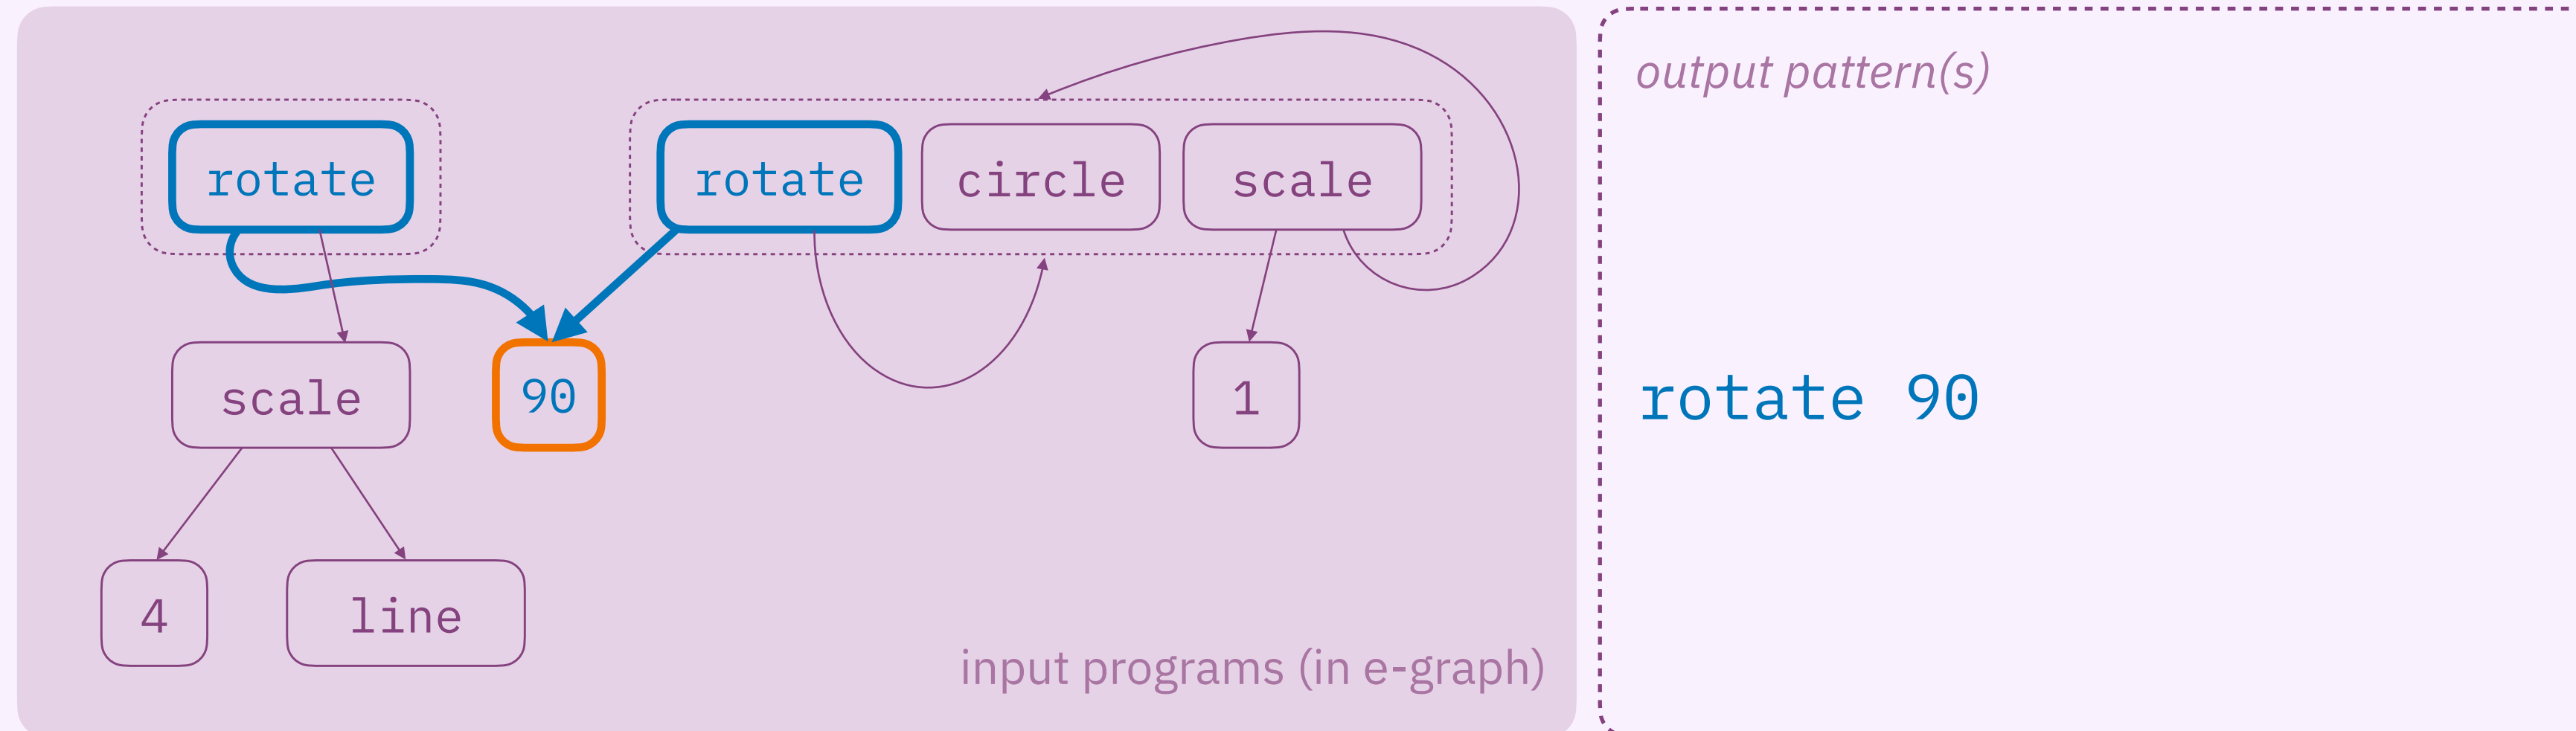 output pattern(s)
rotate rotate circle scale
scale 90 1 rotate 90
4 line
input programs (in e-graph)